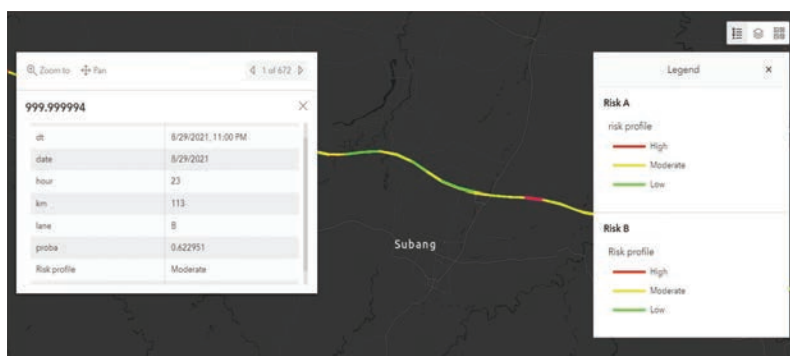 Zoom to Pan 1 of 672
999.999994
dt 8/29/2021, 11:00 PM
date 8/29/2021
hour 23
km 113
lane B
proba 0.622951
Risk profile Moderate
Subang
Legend
Risk A
risk profile
High
Moderate
Low
Risk B
Risk profile
High
Moderate
Low